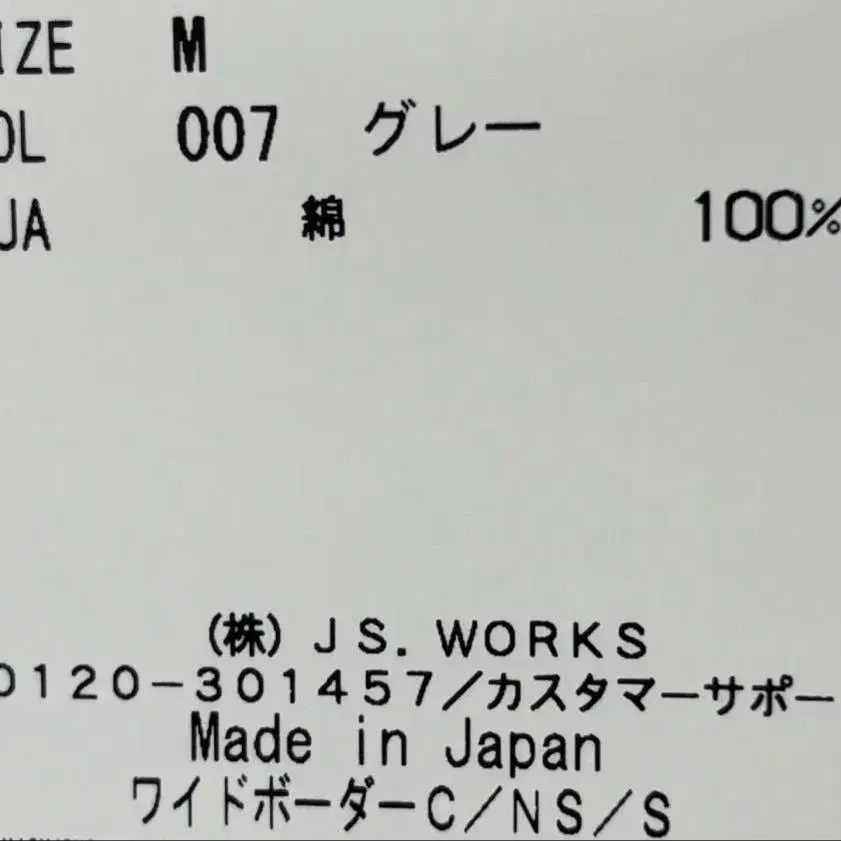 IZE M
OL 007 グレー
UA 綿 100%
(株)JS.WORKS
0120-301457/カスタマーサポー
Made in Japan
ワイドボーダーC/NS/S